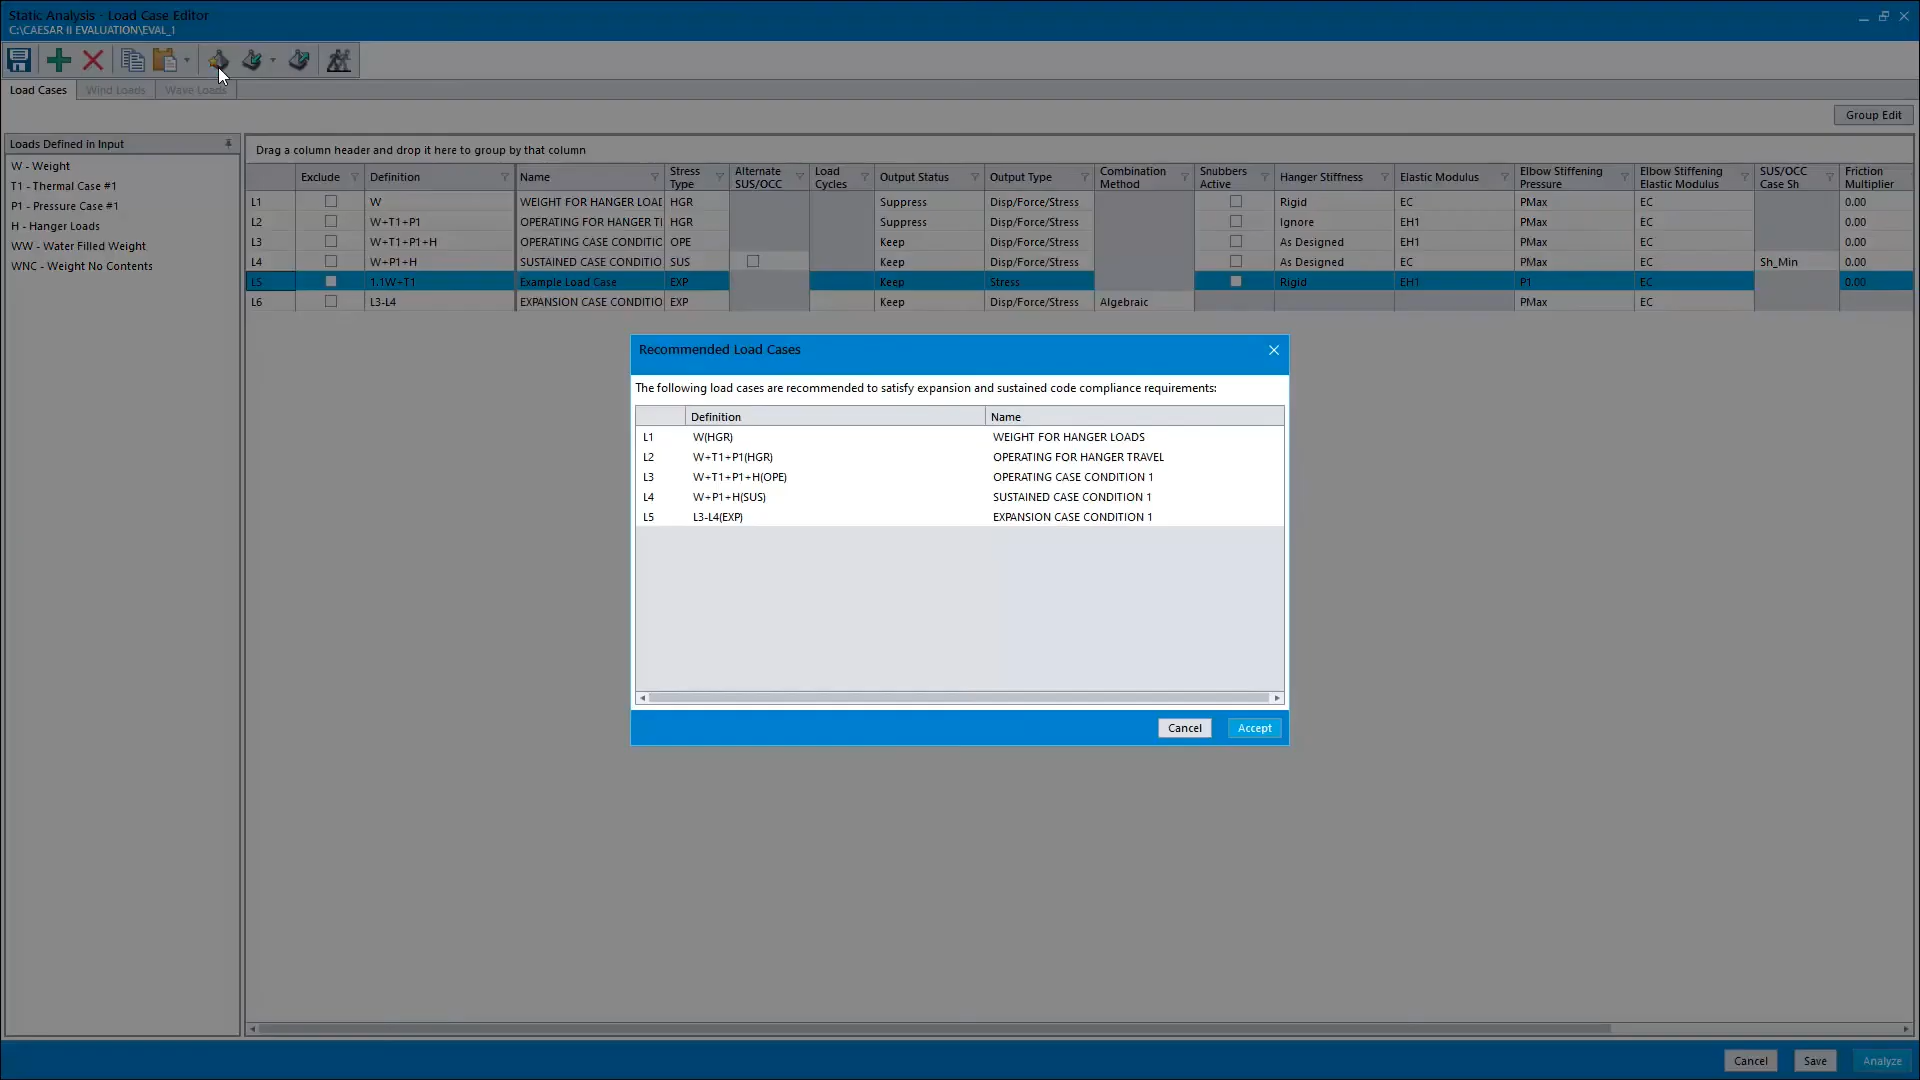 Static Analysis - Load Case Editor
C:\CAESAR II EVALUATION\EVAL_1
Load Cases Wind Loads Wave Loads
Group Edit
Loads Defined in Input
W - Weight
T1 - Thermal Case #1
P1 - Pressure Case #1
H - Hanger Loads
WW - Water Filled Weight
WNC - Weight No Contents
Drag a column header and drop it here to group by that column
Exclude Definition Name Stress Type Alternate SUS/OCC Load Cycles Output Status Output Type Combination Method Snubbers Active Hanger Stiffness Elastic Modulus Elbow Stiffening Pressure Elbow Stiffening Elastic Modulus SUS/OCC Case Sh Friction Multiplier
L1 W WEIGHT FOR HANGER LOAD HGR Suppress Disp/Force/Stress Rigid EC PMax EC 0.00
L2 W+T1+P1 OPERATING FOR HANGER TI HGR Suppress Disp/Force/Stress Ignore EH1 PMax EC 0.00
L3 W+T1+P1+H OPERATING CASE CONDITIC OPE Keep Disp/Force/Stress As Designed EH1 PMax EC 0.00
L4 W+P1+H SUSTAINED CASE CONDITIO SUS Keep Disp/Force/Stress As Designed EC PMax EC Sh_Min 0.00
L5 1.1W+T1 Example Load Case EXP Keep Stress Rigid EH1 P1 EC 0.00
L6 L3-L4 EXPANSION CASE CONDITIO EXP Keep Disp/Force/Stress Algebraic PMax EC
Recommended Load Cases
The following load cases are recommended to satisfy expansion and sustained code compliance requirements:
Definition Name
L1 W(HGR) WEIGHT FOR HANGER LOADS
L2 W+T1+P1(HGR) OPERATING FOR HANGER TRAVEL
L3 W+T1+P1+H(OPE) OPERATING CASE CONDITION 1
L4 W+P1+H(SUS) SUSTAINED CASE CONDITION 1
L5 L3-L4(EXP) EXPANSION CASE CONDITION 1
Cancel Accept
Cancel Save Analyze